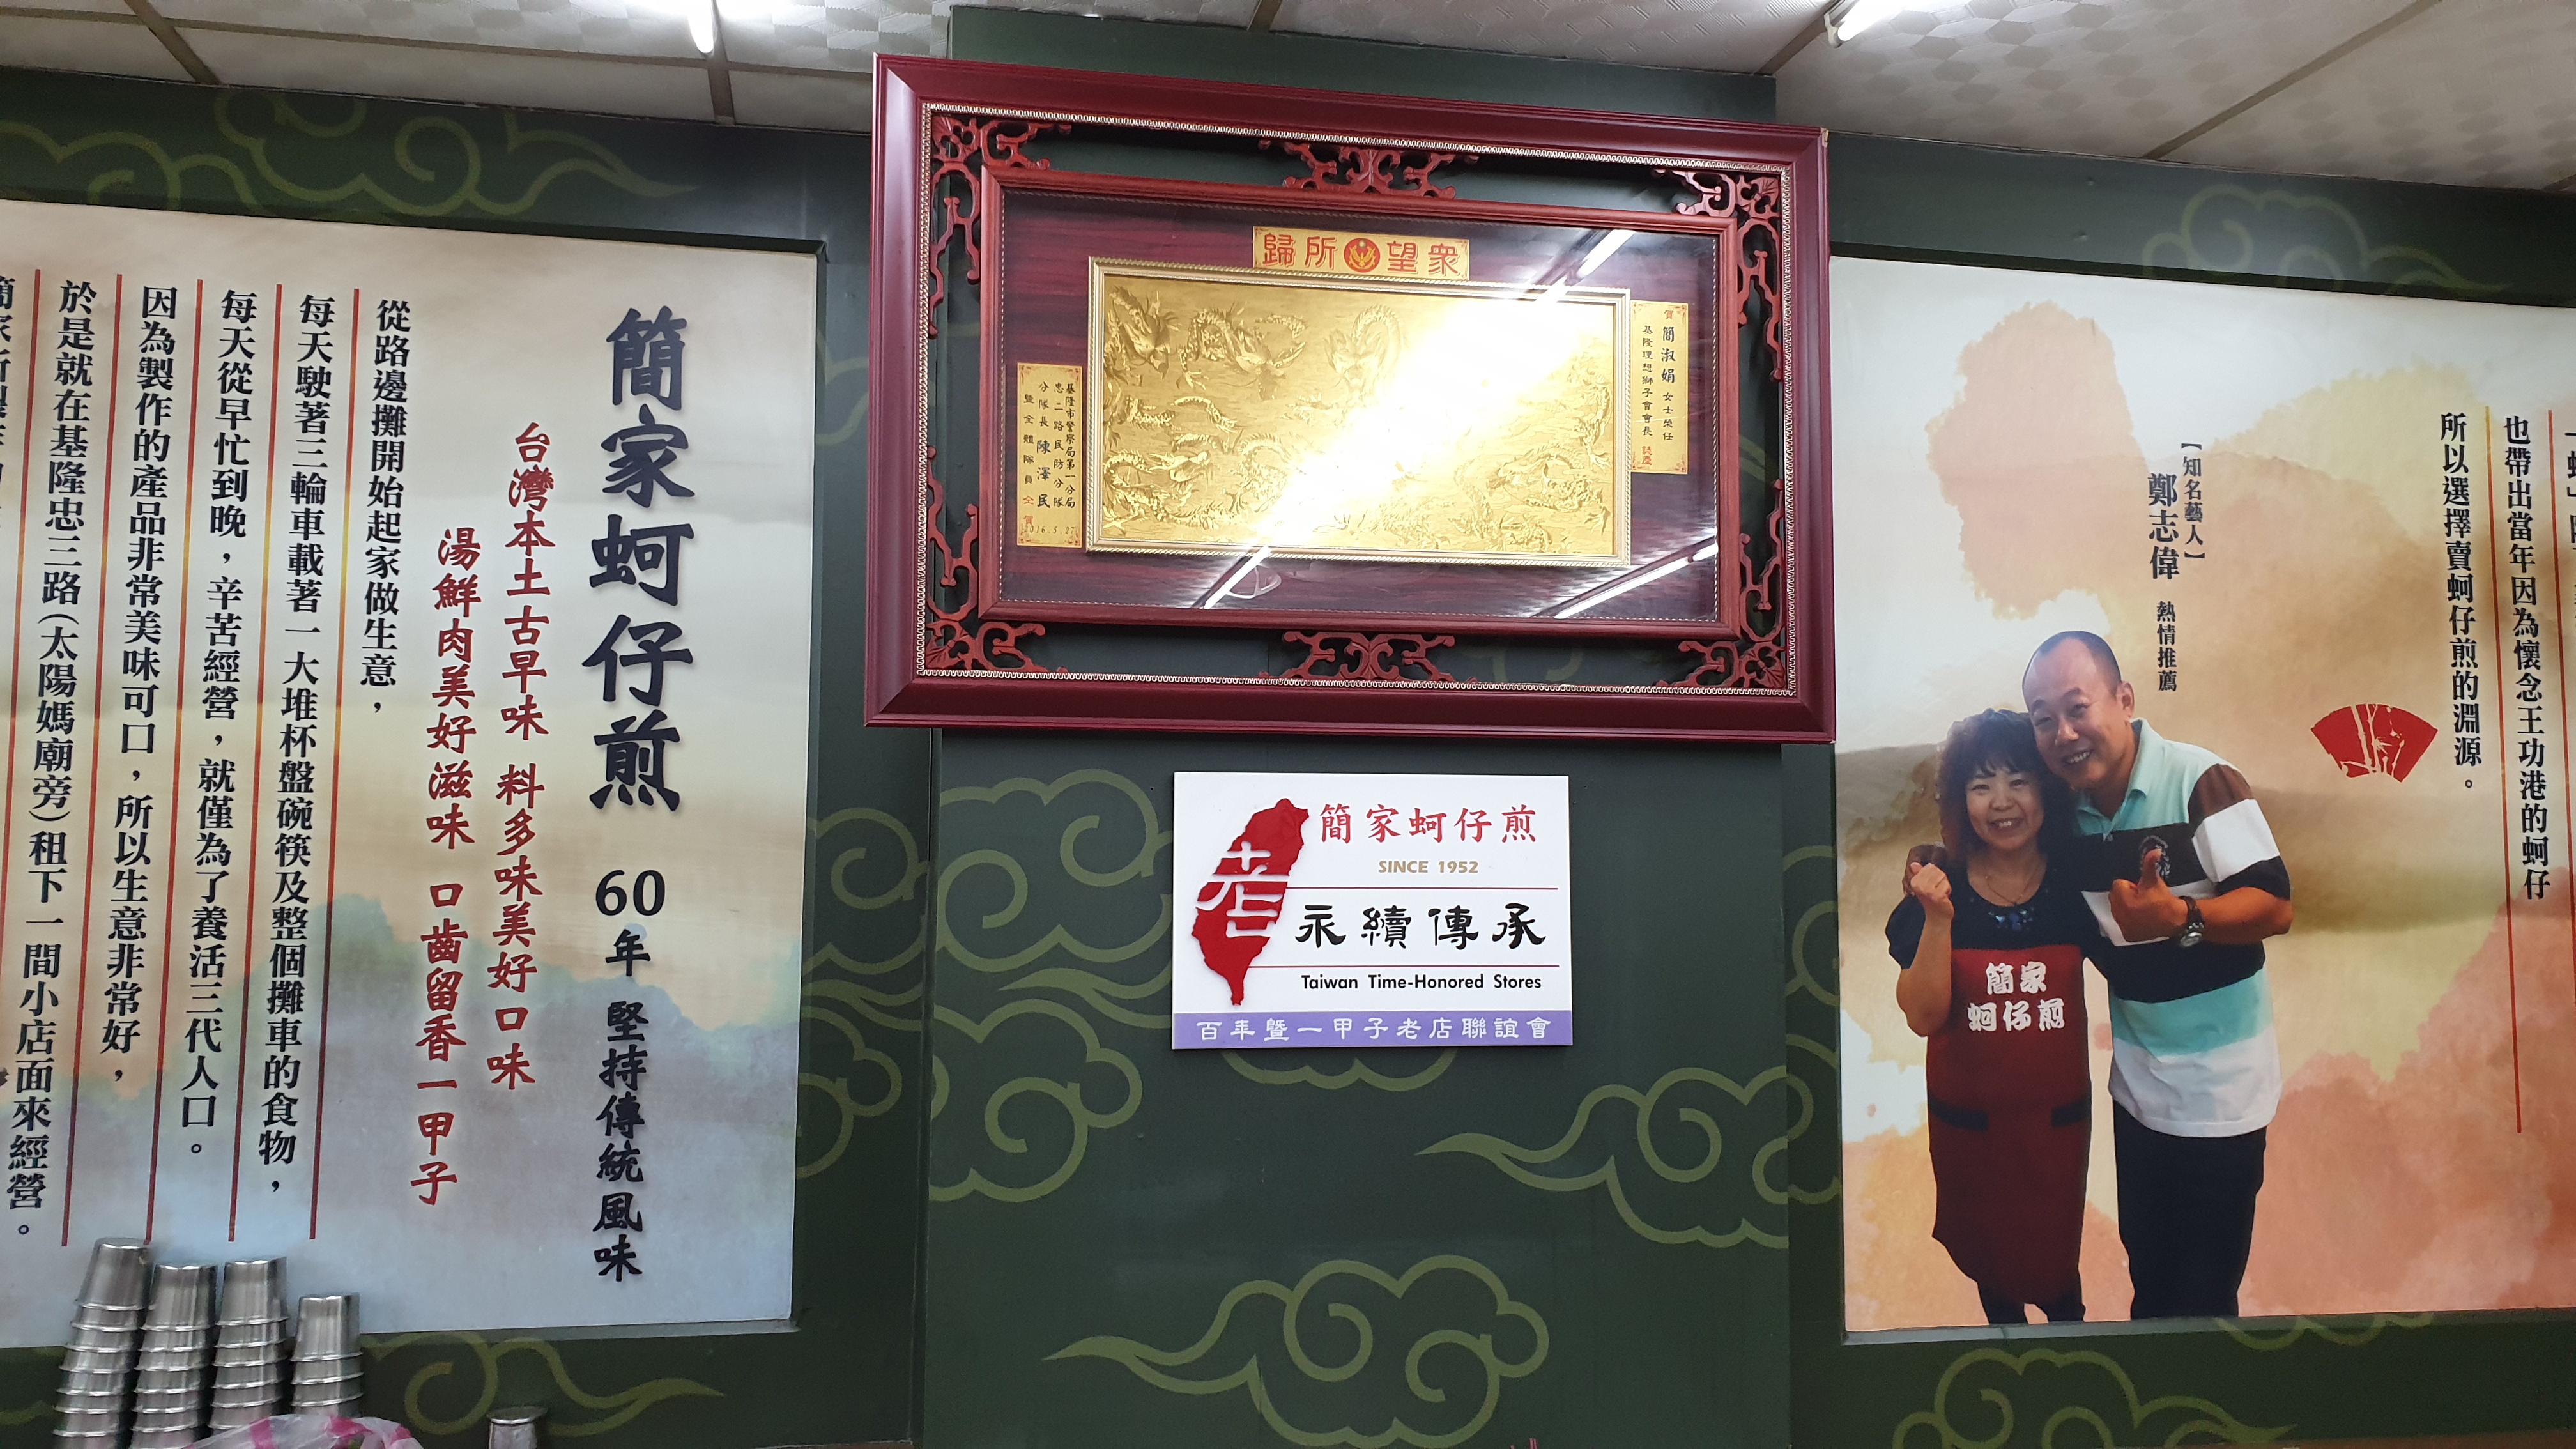 簡家蚵仔煎 60年 堅持傳統風味
台灣本土古早味 料多味美好口味
湯鮮肉美好滋味 口齒留香一甲子
從路邊攤開始起家做生意，
每天駛著三輪車載著一大堆杯盤碗筷及整個攤車的食物，
每天從早忙到晚，辛苦經營，就僅為了養活三代人口。
因為製作的產品非常美味可口，所以生意非常好，
於是就在基隆忠三路(太陽媽廟旁)租下一間小店面來經營。
眾望所歸
賀
簡淑娟 女士榮任
基隆理想獅子會會長 誌慶
基隆市警察局第一分局
忠二路民防分隊
分隊長 陳澤民
暨全體隊員 仝賀
2016.5.27
老店
簡家蚵仔煎
SINCE 1952
永續傳承
Taiwan Time-Honored Stores
百年暨一甲子老店聯誼會
也帶出當年因為懷念王功港的蚵仔
所以選擇賣蚵仔煎的淵源。
【知名藝人】
鄭志偉 熱情推薦
簡家
蚵仔煎